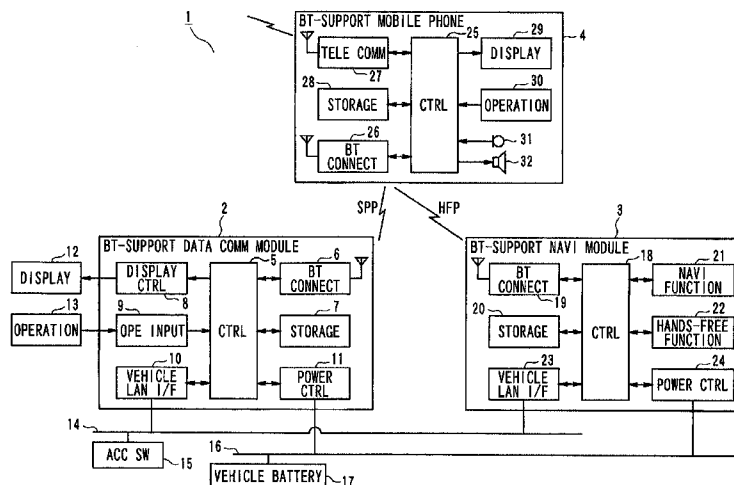 1
BT-SUPPORT MOBILE PHONE
4
25
29
TELE COMM
DISPLAY
27
28
30
STORAGE
CTRL
OPERATION
26
31
BT CONNECT
32
SPP
HFP
2
3
BT-SUPPORT DATA COMM MODULE
BT-SUPPORT NAVI MODULE
12
5
6
18
21
DISPLAY
DISPLAY CTRL
BT CONNECT
BT CONNECT
NAVI FUNCTION
13
9
8
7
20
19
22
OPERATION
OPE INPUT
CTRL
STORAGE
STORAGE
CTRL
HANDS-FREE FUNCTION
10
11
23
24
VEHICLE LAN I/F
POWER CTRL
VEHICLE LAN I/F
POWER CTRL
14
16
ACC SW
15
VEHICLE BATTERY
17